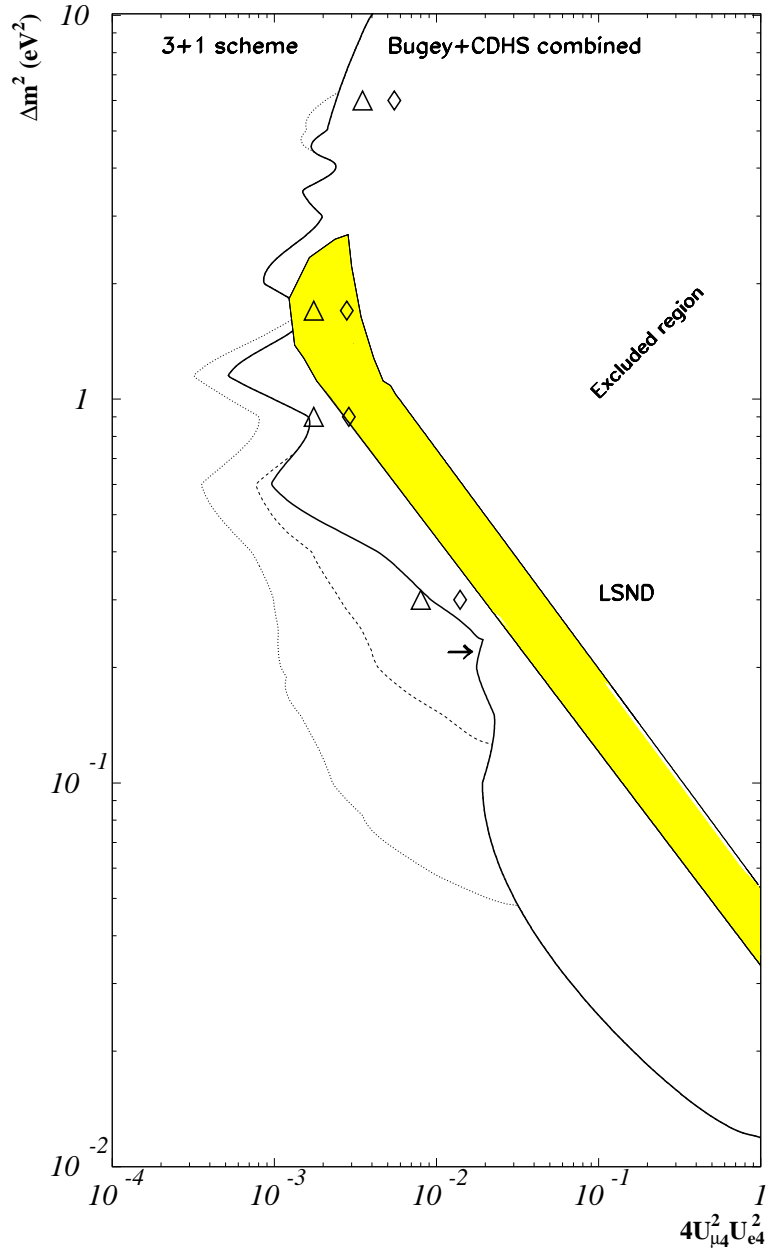 10
Δm² (eV²)
3+1 scheme Bugey+CDHS combined
Excluded region
1
LSND
10⁻¹
10⁻²
10⁻⁴ 10⁻³ 10⁻² 10⁻¹ 1
4U²μ4U²e4